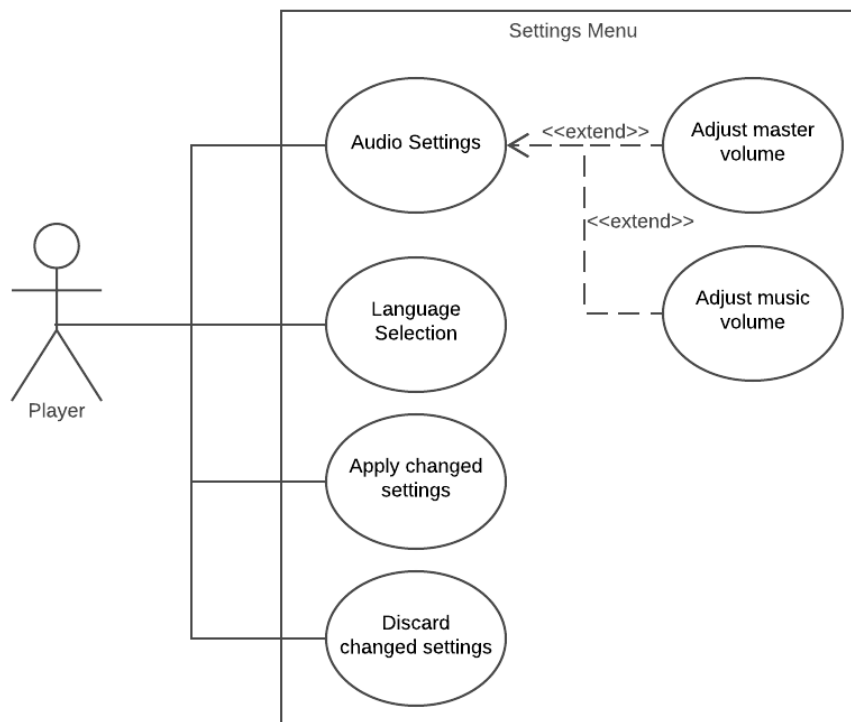 Settings Menu
Audio Settings
<<extend>>
Adjust master
volume
<<extend>>
Language
Selection
Adjust music
volume
Player
Apply changed
settings
Discard
changed settings